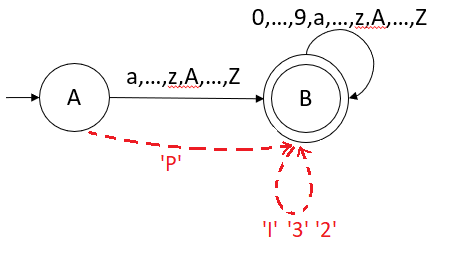 0,...,9,a,...,z,A,...,Z
a,...,z,A,...,Z
A
B
'P'
'I' '3' '2'